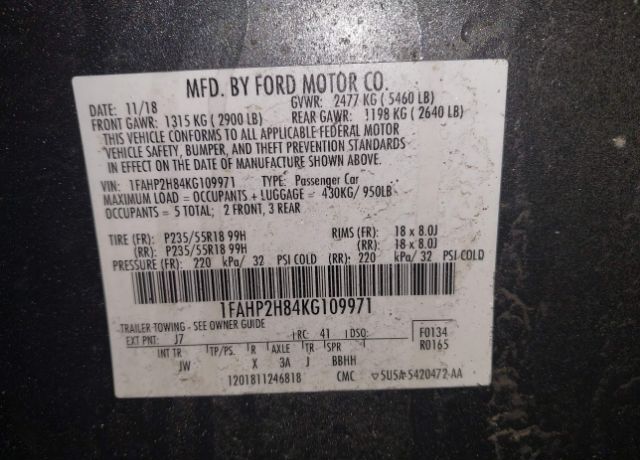 MFD. BY FORD MOTOR CO.
DATE: 11/18 GVWR: 2477 KG ( 5460 LB)
FRONT GAWR: 1315 KG ( 2900 LB) REAR GAWR: 1198 KG ( 2640 LB)
THIS VEHICLE CONFORMS TO ALL APPLICABLE FEDERAL MOTOR
VEHICLE SAFETY, BUMPER, AND THEFT PREVENTION STANDARDS
IN EFFECT ON THE DATE OF MANUFACTURE SHOWN ABOVE.
VIN: 1FAHP2H84KG109971 TYPE: Passenger Car
MAXIMUM LOAD = OCCUPANTS + LUGGAGE = 430KG/ 950LB
OCCUPANTS = 5 TOTAL; 2 FRONT, 3 REAR
TIRE (FR): P235/55R18 99H RIMS (FR): 18 x 8.0J
(RR): P235/55R18 99H (RR): 18 x 8.0J
PRESSURE (FR): 220 kPa/ 32 PSI COLD (RR): 220 kPa/ 32 PSI COLD
1FAHP2H84KG109971
TRAILER TOWING - SEE OWNER GUIDE
EXT PNT: J7 RC: 41 DSO: F0134
INT TR TP/PS. R AXLE TR SPR R0165
JW X 3A J BBHH
1201811246818 CMC 5U5A-5420472-AA